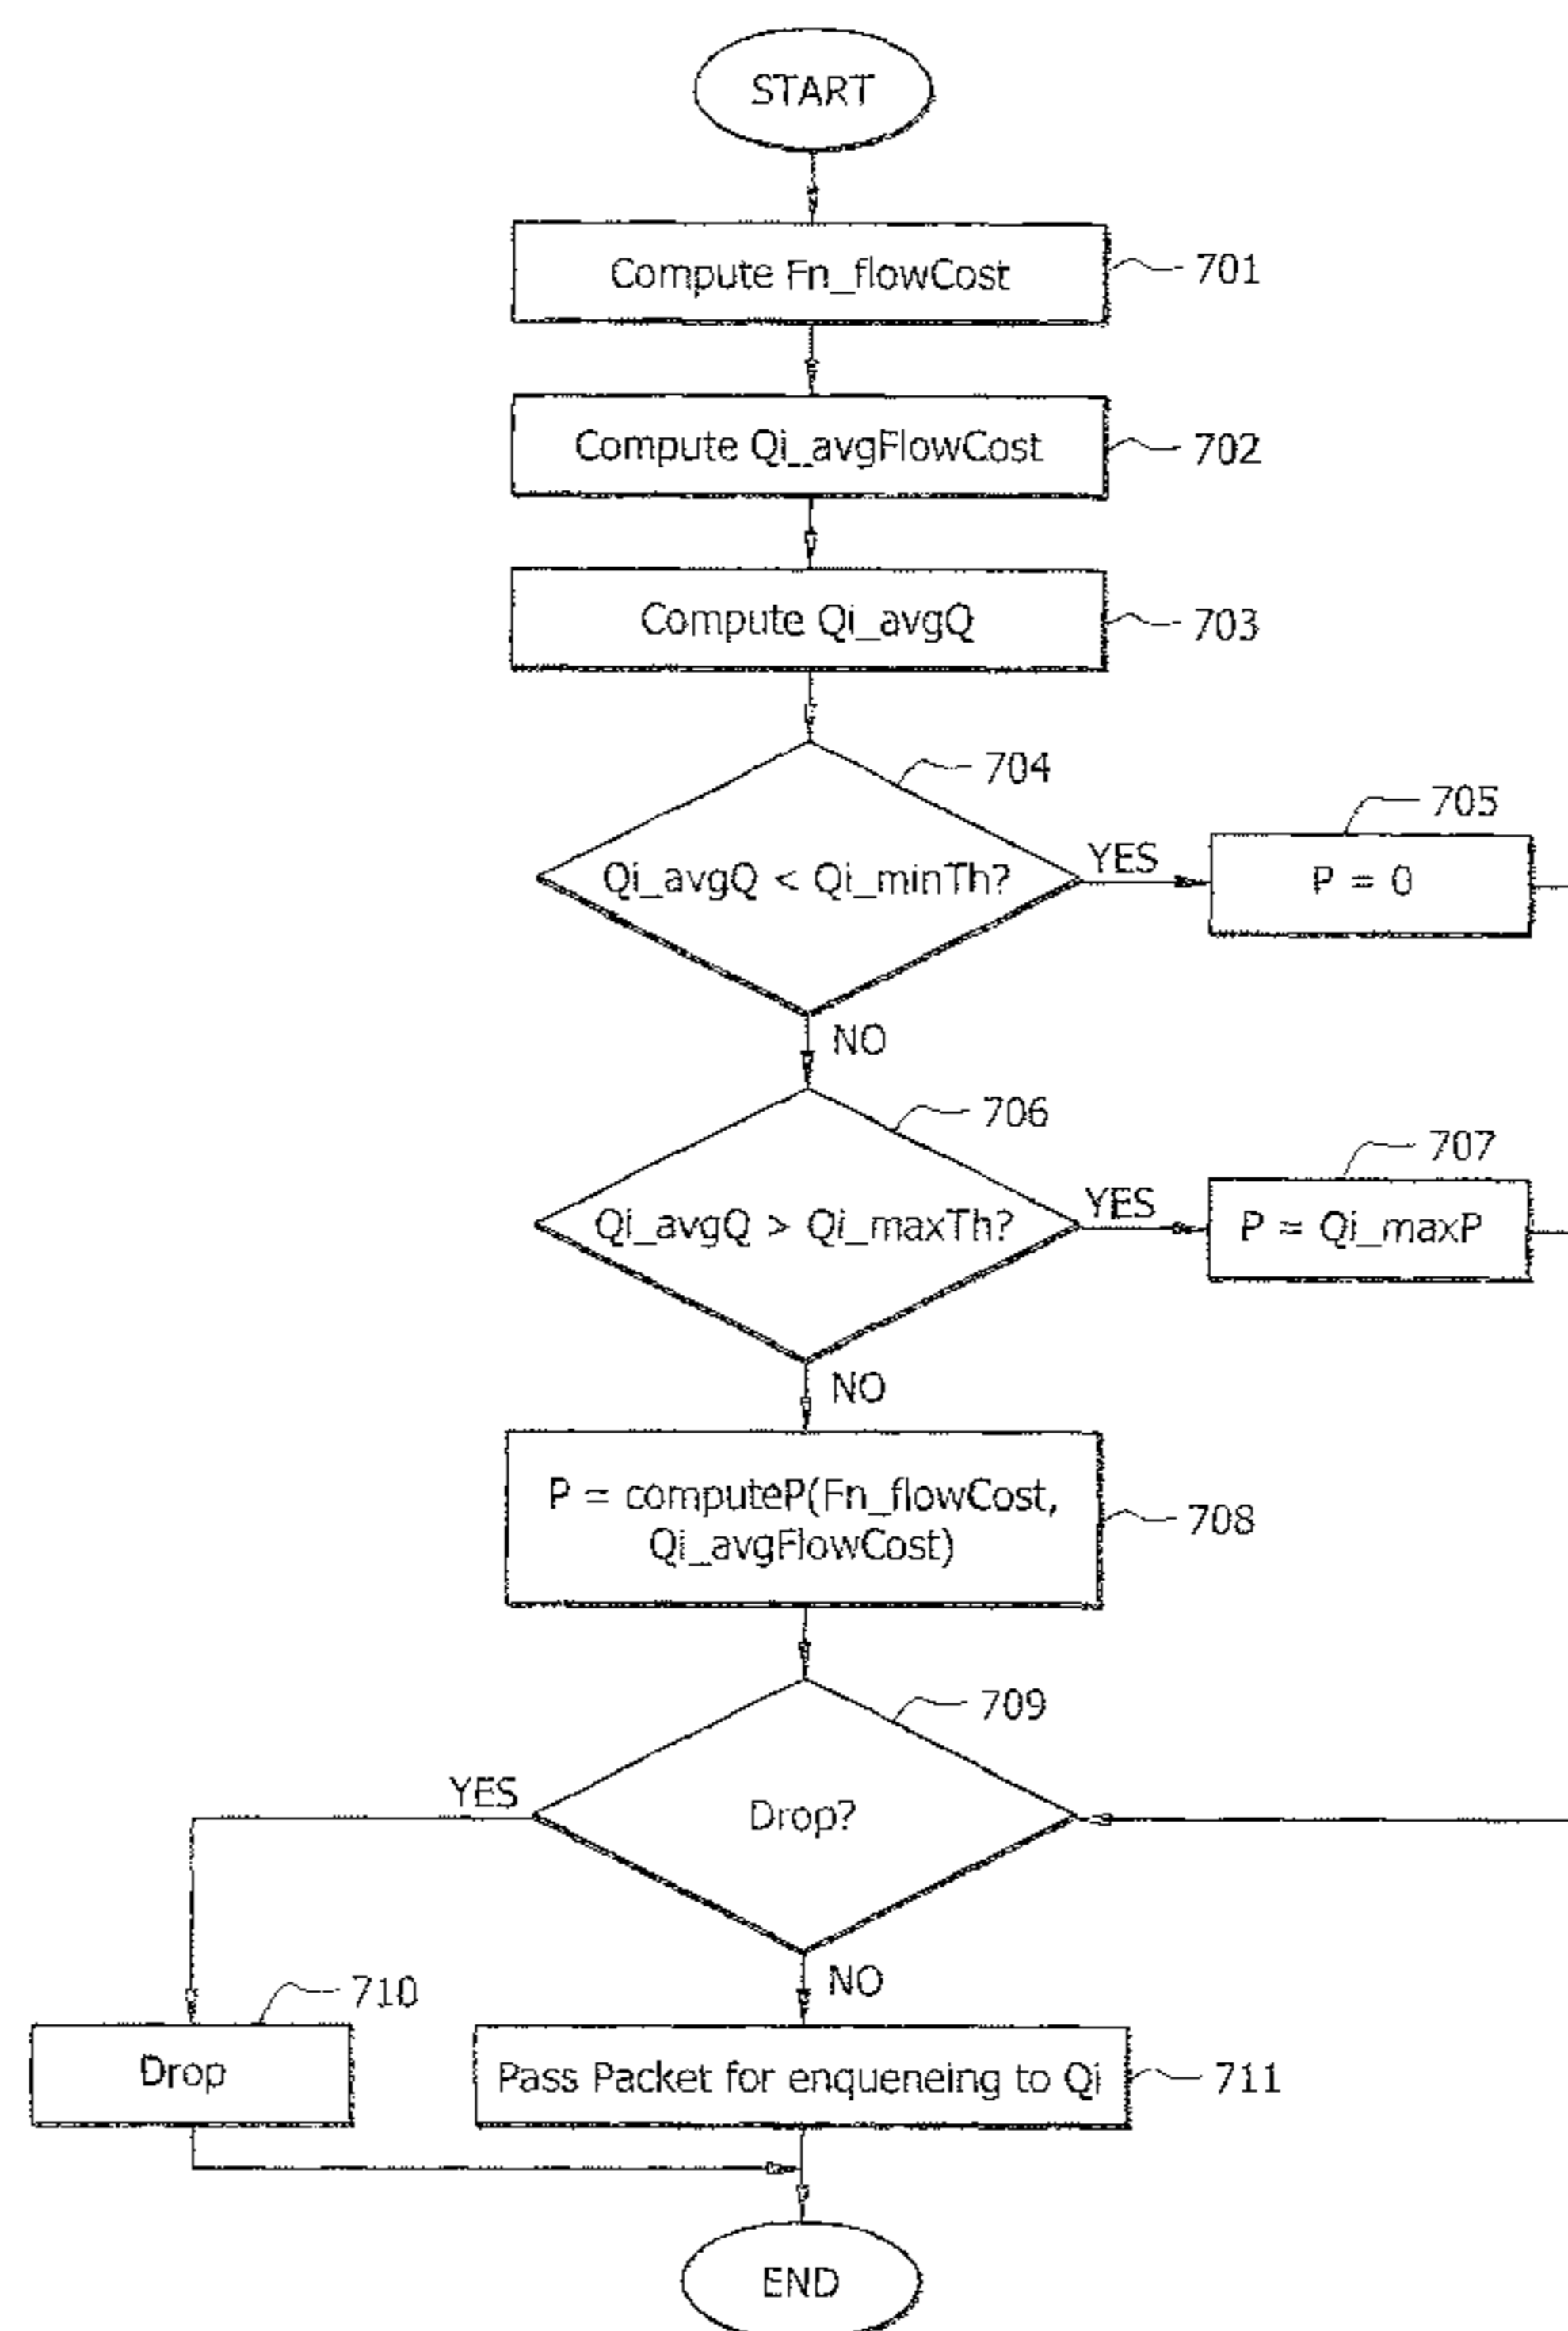 START
Compute Fn_flowCost
701
Compute Qi_avgFlowCost
702
Compute Qi_avgQ
703
704
Qi_avgQ < Qi_minTh?
YES
705
P = 0
NO
706
Qi_avgQ > Qi_maxTh?
YES
707
P = Qi_maxP
NO
P = computeP(Fn_flowCost,
Qi_avgFlowCost)
708
709
YES
Drop?
NO
710
Drop
Pass Packet for enqueneing to Qi
711
END